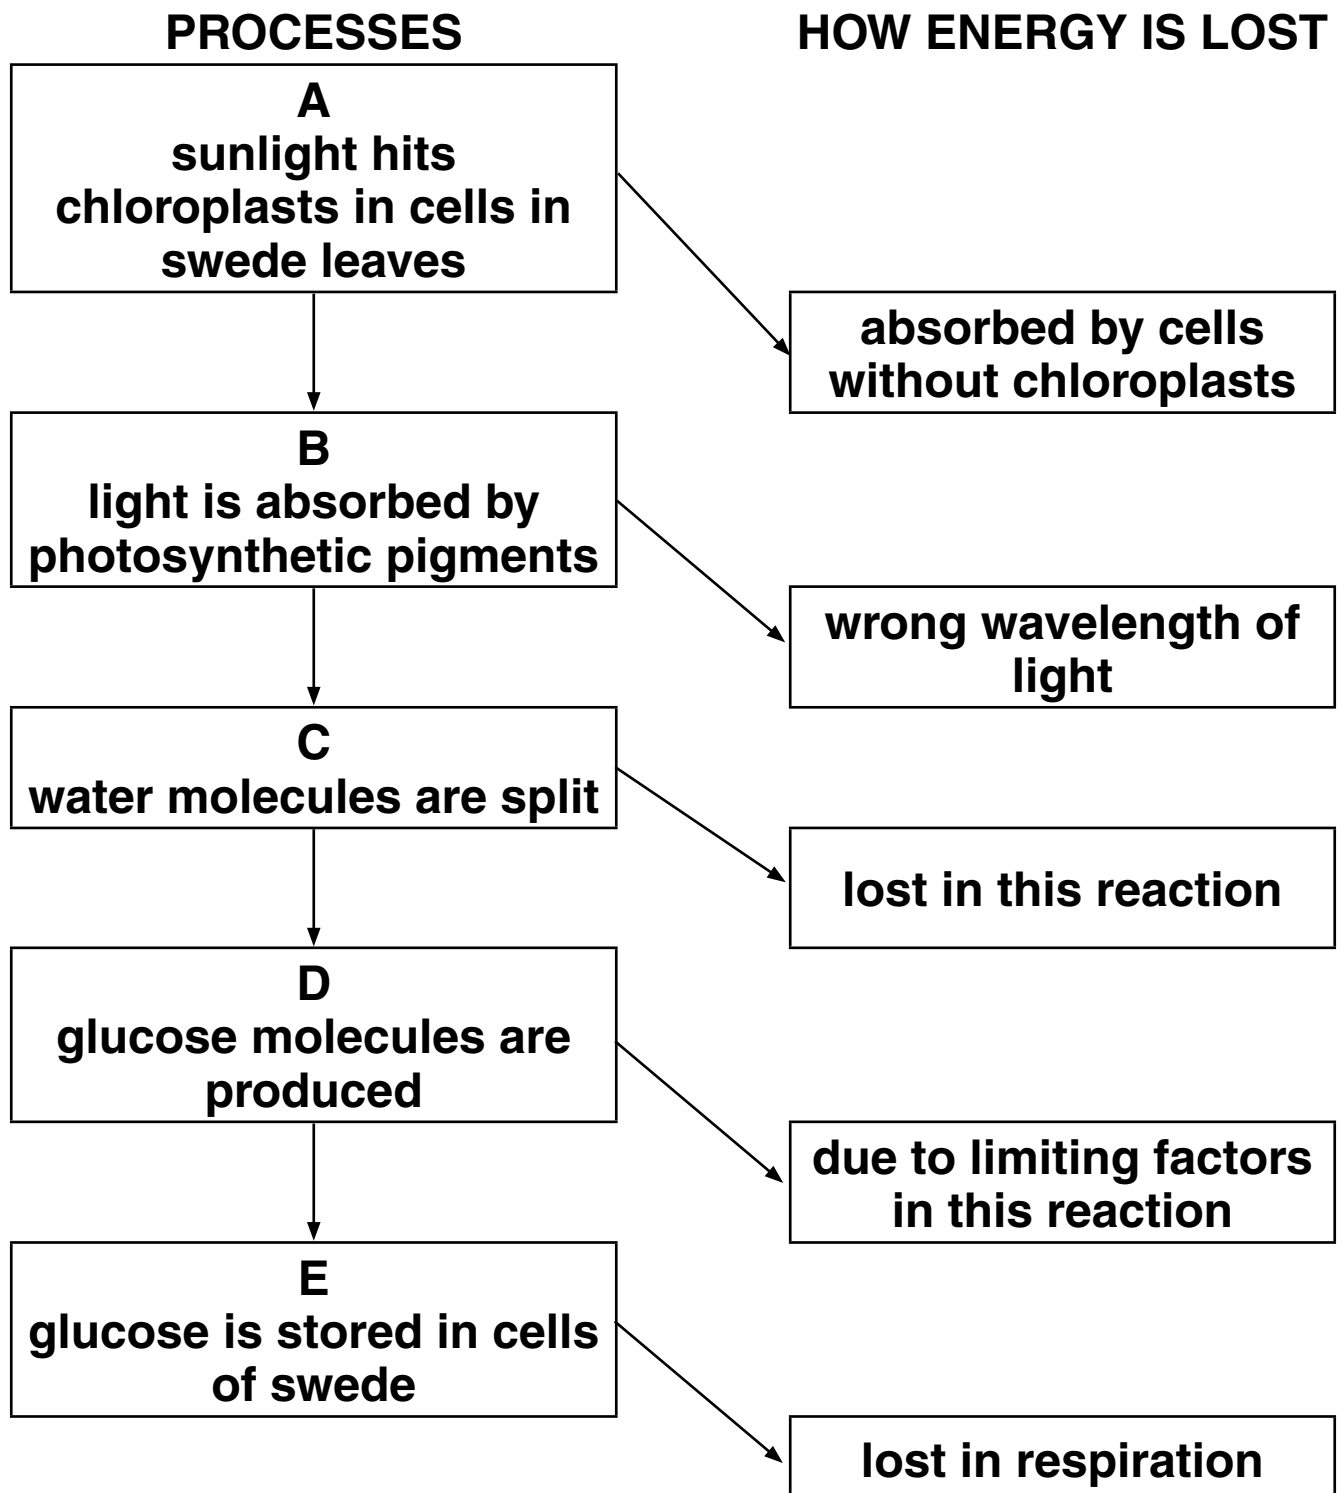 PROCESSES
HOW ENERGY IS LOST
A
sunlight hits
chloroplasts in cells in
swede leaves
absorbed by cells
without chloroplasts
B
light is absorbed by
photosynthetic pigments
wrong wavelength of
light
C
water molecules are split
lost in this reaction
D
glucose molecules are
produced
due to limiting factors
in this reaction
E
glucose is stored in cells
of swede
lost in respiration